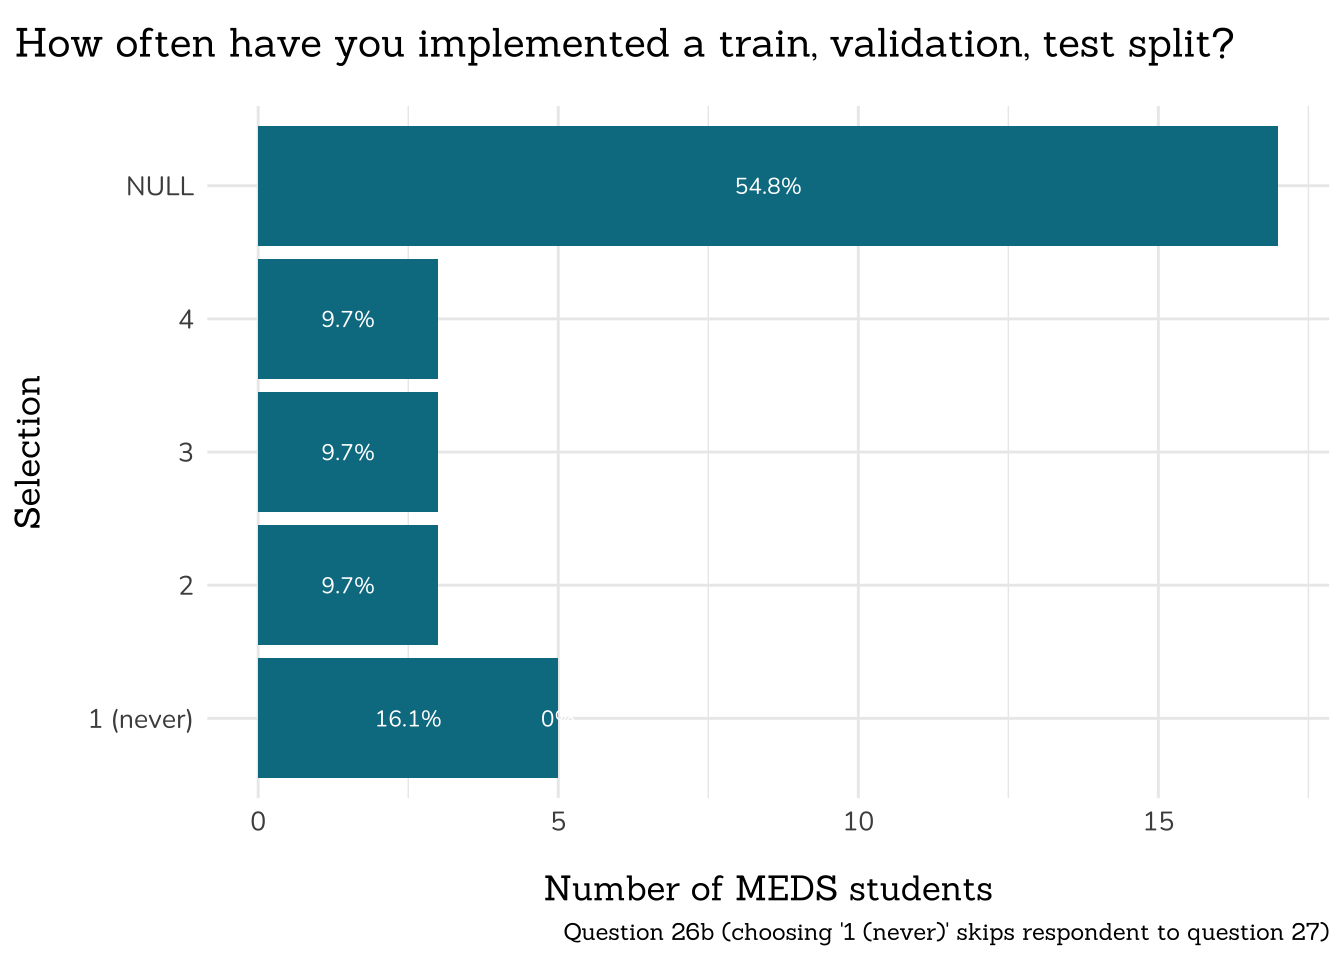 How often have you implemented a train, validation, test split?
NULL
54.8%
4
9.7%
3
9.7%
2
9.7%
1 (never)
16.1%
0%
0
5
10
15
Selection
Number of MEDS students
Question 26b (choosing '1 (never)' skips respondent to question 27)